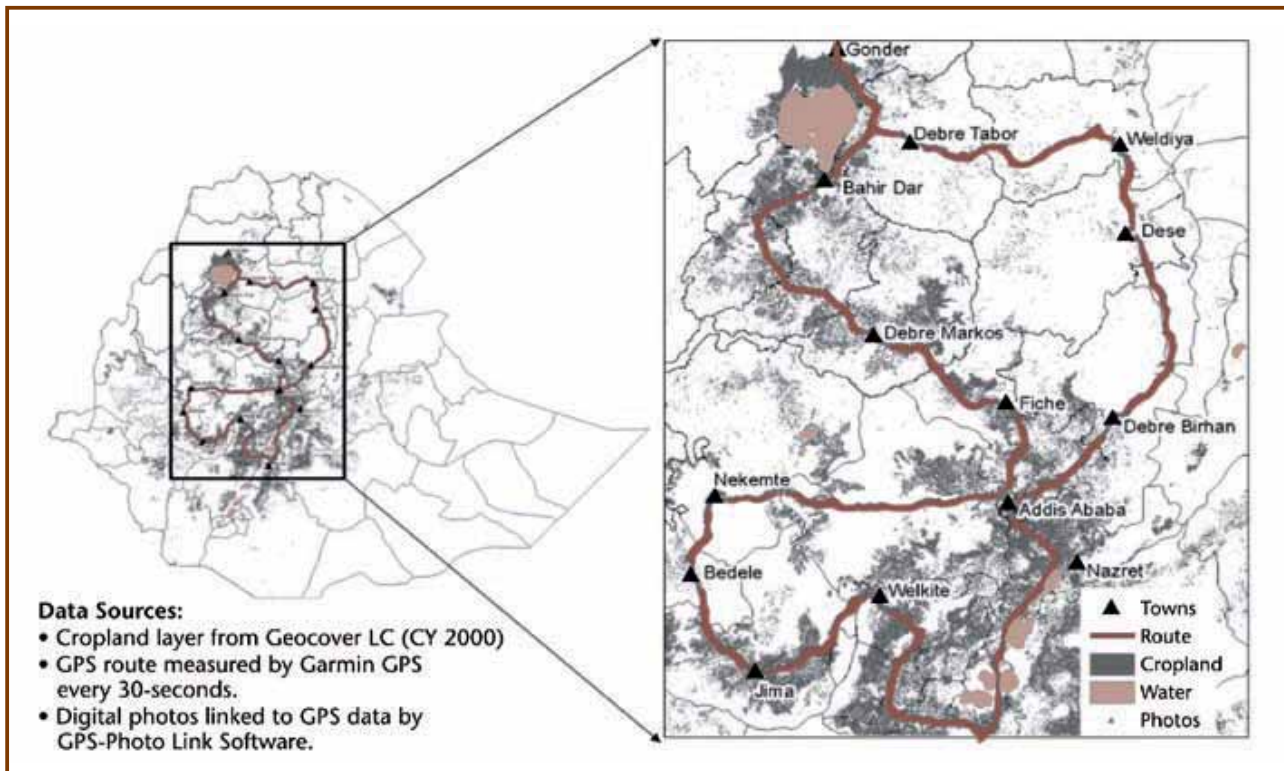 Gonder
Debre Tabor
Weldiya
Bahir Dar
Dese
Debre Markos
Fiche
Debre Birhan
Nekemte
Addis Ababa
Bedele
Nazret
Welkite
Jima
Towns
Route
Cropland
Water
Photos
Data Sources:
• Cropland layer from Geocover LC (CY 2000)
• GPS route measured by Garmin GPS
every 30-seconds.
• Digital photos linked to GPS data by
GPS-Photo Link Software.